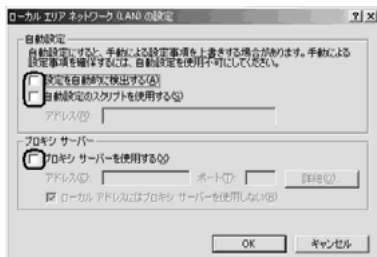 ローカル エリア ネットワーク (LAN) の設定
自動設定
自動設定にすると、手動による設定事項を上書きする場合があります。手動による
設定事項を確保するには、自動設定を使用不可にしてください。
設定を自動的に検出する(A)
自動設定のスクリプトを使用する(S)
アドレス(R):
プロキシ サーバー
プロキシ サーバーを使用する(X)
アドレス(E): ポート(T): 詳細(C)...
ローカル アドレスにはプロキシ サーバーを使用しない(B)
OK キャンセル